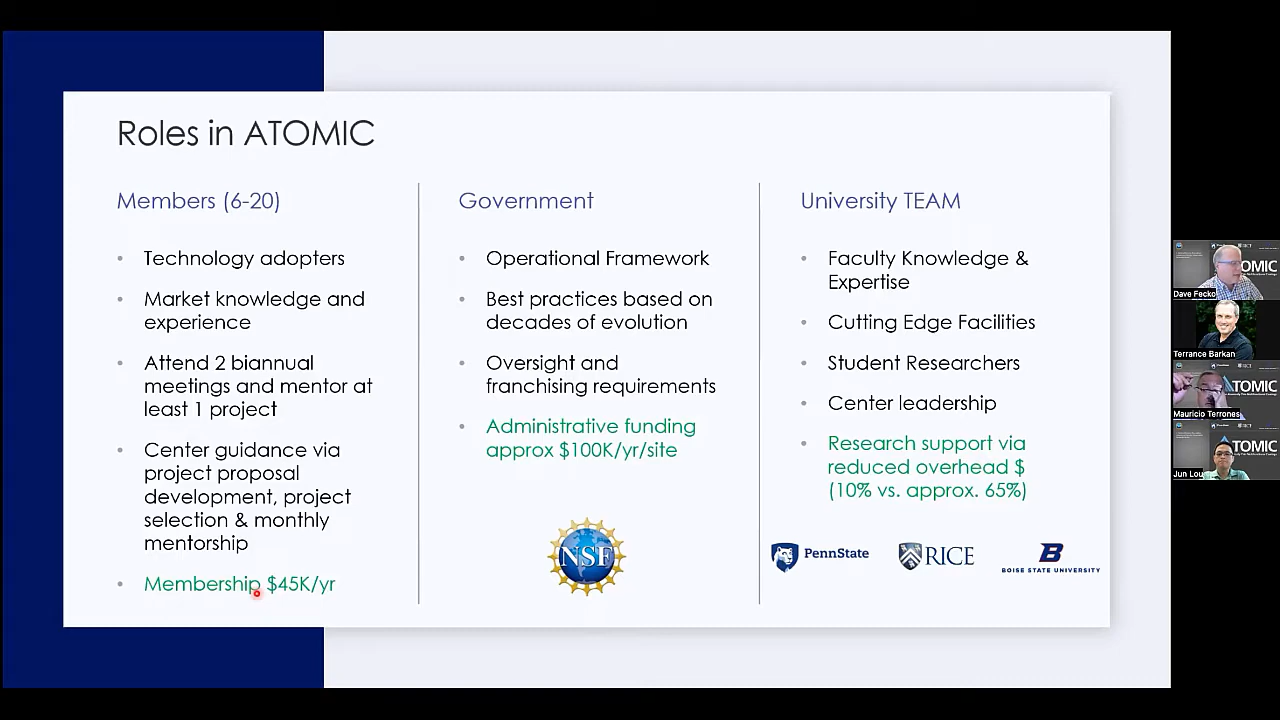 Roles in ATOMIC
Members (6-20)
• Technology adopters
• Market knowledge and
experience
• Attend 2 biannual
meetings and mentor at
least 1 project
• Center guidance via
project proposal
development, project
selection & monthly
mentorship
• Membership $45K/yr
Government
• Operational Framework
• Best practices based on
decades of evolution
• Oversight and
franchising requirements
• Administrative funding
approx $100K/yr/site
NSF
University TEAM
• Faculty Knowledge &
Expertise
• Cutting Edge Facilities
• Student Researchers
• Center leadership
• Research support via
reduced overhead $
(10% vs. approx. 65%)
PennState
RICE
B
BOISE STATE UNIVERSITY
RICE
OMIC
Dave Fecko
Terrance Barkan
TOMIC
Mauricio Terrones
ATOMIC
Jun Lou